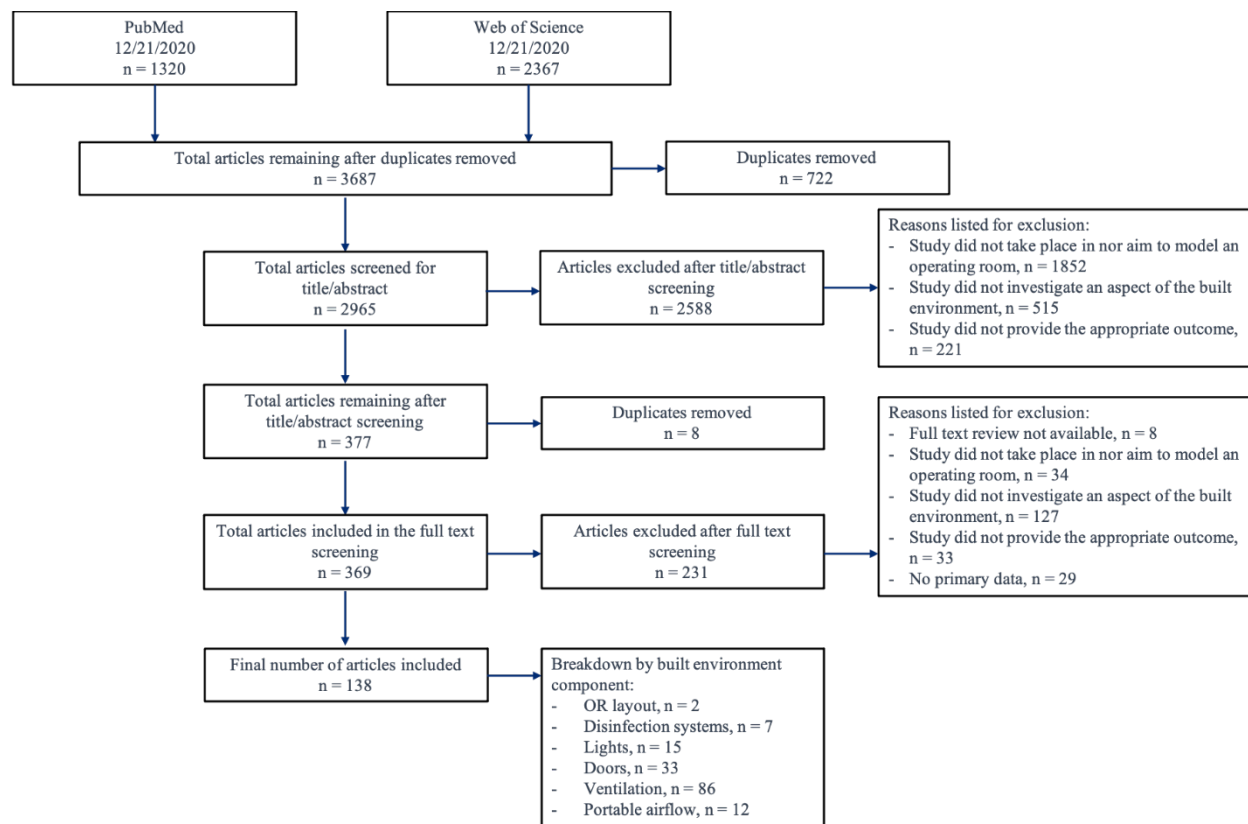 PubMed
12/21/2020
n = 1320
Web of Science
12/21/2020
n = 2367
Total articles remaining after duplicates removed
n = 3687
Duplicates removed
n = 722
Total articles screened for
title/abstract
n = 2965
Articles excluded after title/abstract
screening
n = 2588
Reasons listed for exclusion:
- Study did not take place in nor aim to model an
operating room, n = 1852
- Study did not investigate an aspect of the built
environment, n = 515
- Study did not provide the appropriate outcome,
n = 221
Total articles remaining after
title/abstract screening
n = 377
Duplicates removed
n = 8
Reasons listed for exclusion:
- Full text review not available, n = 8
- Study did not take place in nor aim to model an
operating room, n = 34
- Study did not investigate an aspect of the built
environment, n = 127
- Study did not provide the appropriate outcome,
n = 33
- No primary data, n = 29
Total articles included in the full text
screening
n = 369
Articles excluded after full text
screening
n = 231
Final number of articles included
n = 138
Breakdown by built environment
component:
- OR layout, n = 2
- Disinfection systems, n = 7
- Lights, n = 15
- Doors, n = 33
- Ventilation, n = 86
- Portable airflow, n = 12